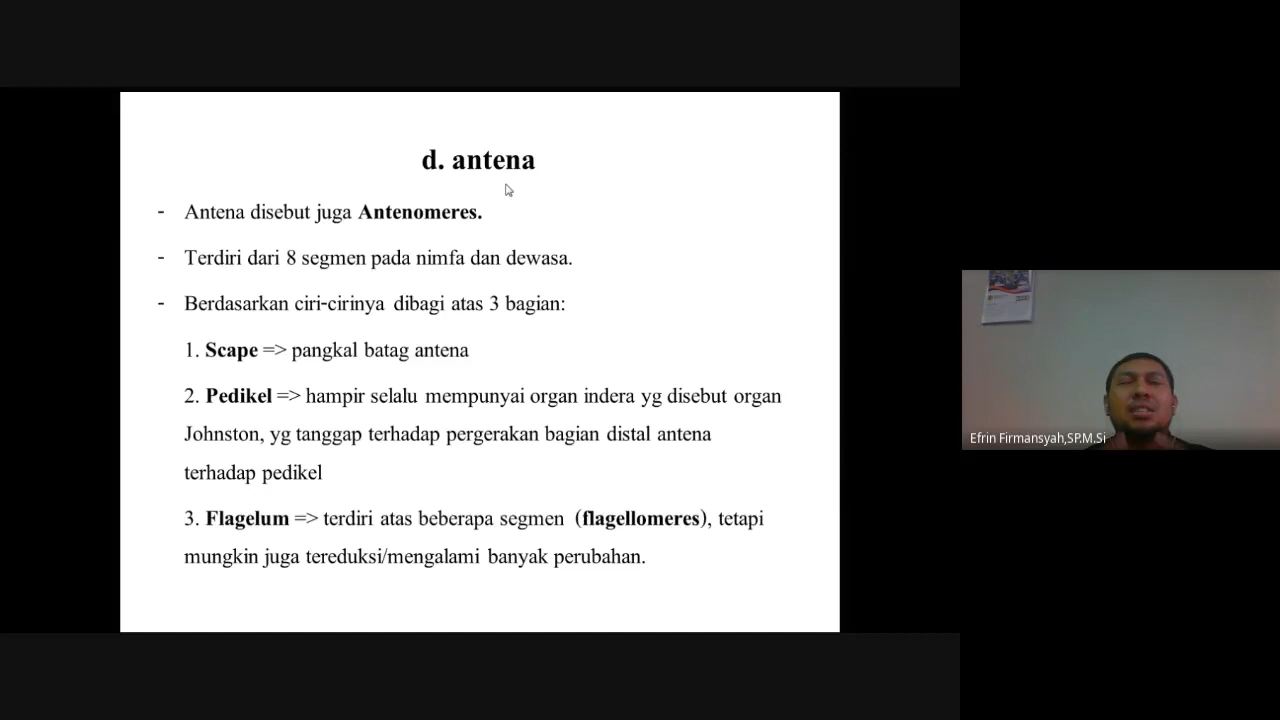 d. antena
- Antena disebut juga Antenomeres.
- Terdiri dari 8 segmen pada nimfa dan dewasa.
- Berdasarkan ciri-cirinya dibagi atas 3 bagian:
1. Scape => pangkal batag antena
2. Pedikel => hampir selalu mempunyai organ indera yg disebut organ
Johnston, yg tanggap terhadap pergerakan bagian distal antena
terhadap pedikel
3. Flagelum => terdiri atas beberapa segmen (flagellomeres), tetapi
mungkin juga tereduksi/mengalami banyak perubahan.
Efrin Firmansyah,SP.M.Si